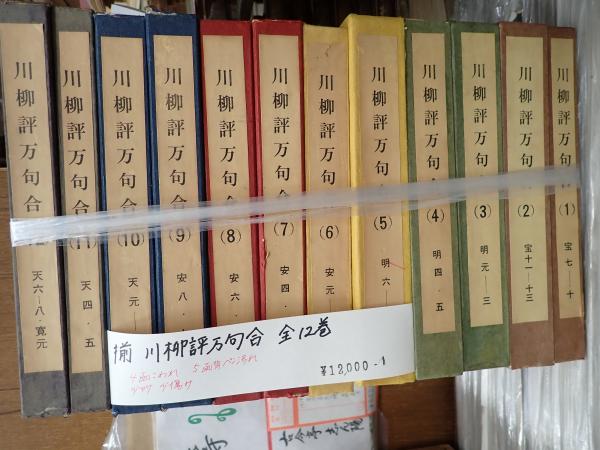 川柳評万句合
(1)
宝七——十
川柳評万句合
(2)
宝十一——十三
川柳評万句合
(3)
明元——三
川柳評万句合
(4)
明四・五
川柳評万句合
(5)
明六
川柳評万句
(6)
安元
川柳評万句
(7)
安四・
川柳評万句合
(8)
安六・
川柳評万句合
(9)
安八・
川柳評万句合
(10)
天元
川柳評万句合
(11)
天四・五
川柳評万句合
天六——八・寛元
揃 川柳評万句合 全12巻
¥12,000-